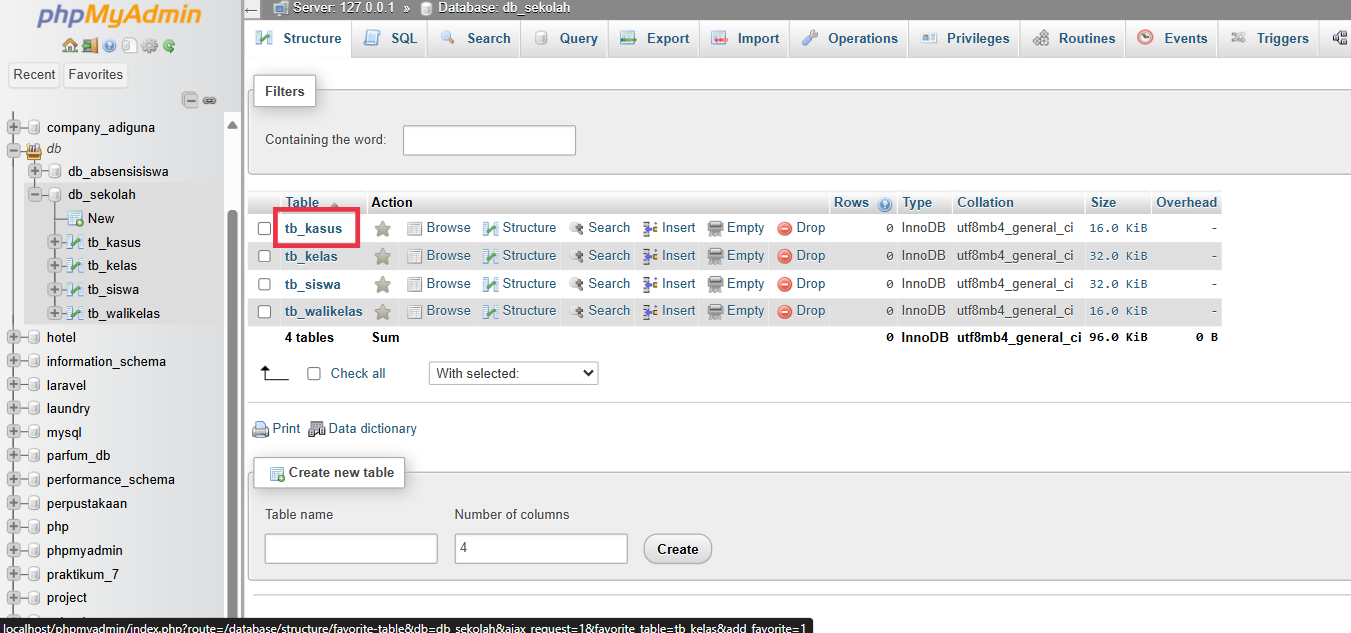 phpMyAdmin
Recent Favorites
company_adiguna
db
db_absensisiswa
db_sekolah
New
tb_kasus
tb_kelas
tb_siswa
tb_walikelas
hotel
information_schema
laravel
laundry
mysql
parfum_db
performance_schema
perpustakaan
php
phpmyadmin
praktikum_7
project
Server: 127.0.0.1 » Database: db_sekolah
Structure SQL Search Query Export Import Operations Privileges Routines Events Triggers
Filters
Containing the word:
Table Action Rows Type Collation Size Overhead
tb_kasus Browse Structure Search Insert Empty Drop 0 InnoDB utf8mb4_general_ci 16.0 KiB -
tb_kelas Browse Structure Search Insert Empty Drop 0 InnoDB utf8mb4_general_ci 32.0 KiB -
tb_siswa Browse Structure Search Insert Empty Drop 0 InnoDB utf8mb4_general_ci 32.0 KiB -
tb_walikelas Browse Structure Search Insert Empty Drop 0 InnoDB utf8mb4_general_ci 16.0 KiB -
4 tables Sum 0 InnoDB utf8mb4_general_ci 96.0 KiB 0 B
Check all With selected:
Print Data dictionary
Create new table
Table name Number of columns
4 Create
localhost/phpmyadmin/index.php?route=/database/structure/favorite-table&db=db_sekolah&ajax_request=1&favorite_table=tb_kelas&add_favorite=1